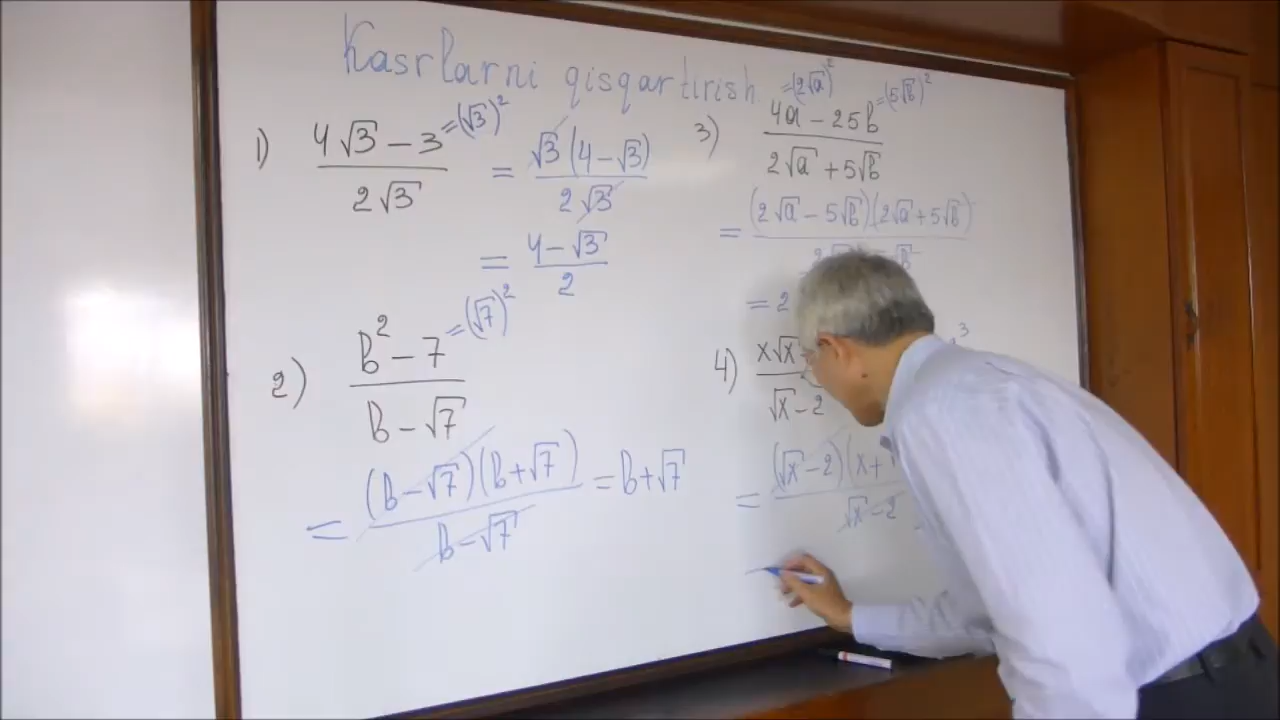 Kasrlarni qisqartirish
1) (4√3 − 3)/(2√3) =(√3)² = (√3(4−√3))/(2√3)
= (4−√3)/2
2) (b² − 7)/(b − √7) =(√7)²
= ((b−√7)(b+√7))/(b−√7) = b+√7
3) (4a − 25b)/(2√a + 5√b) =(2√a)² =(5√b)²
= ((2√a − 5√b)(2√a + 5√b))/
= 2
4) x√x /(√x − 2) ³
= ((√x − 2)(x+ /(√x − 2)